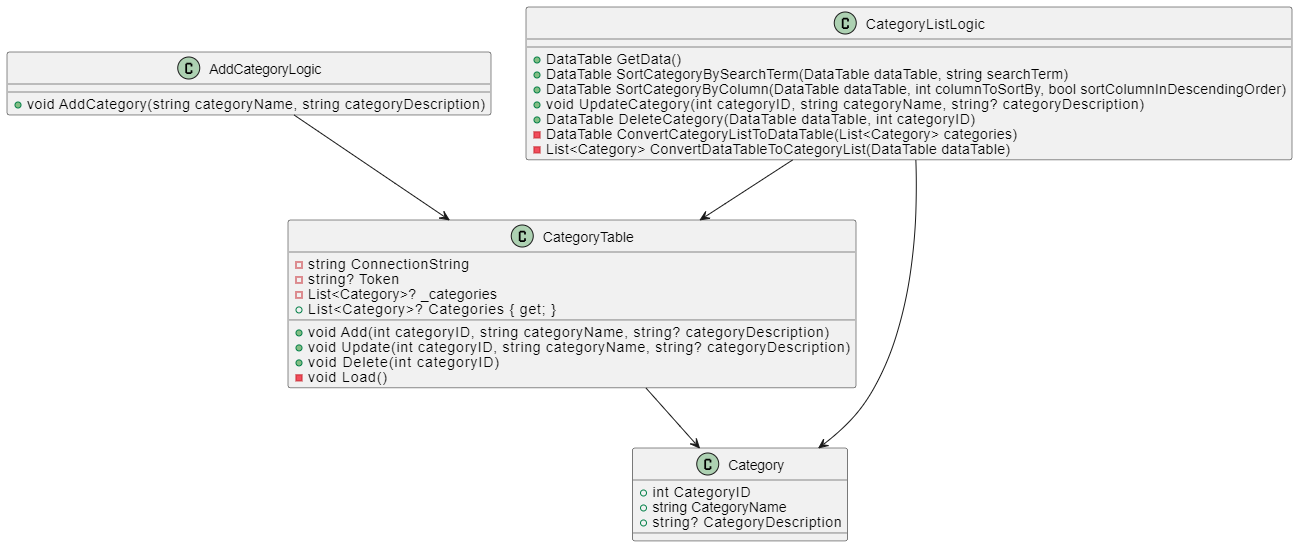 C AddCategoryLogic
void AddCategory(string categoryName, string categoryDescription)
C CategoryListLogic
DataTable GetData()
DataTable SortCategoryBySearchTerm(DataTable dataTable, string searchTerm)
DataTable SortCategoryByColumn(DataTable dataTable, int columnToSortBy, bool sortColumnInDescendingOrder)
void UpdateCategory(int categoryID, string categoryName, string? categoryDescription)
DataTable DeleteCategory(DataTable dataTable, int categoryID)
DataTable ConvertCategoryListToDataTable(List<Category> categories)
List<Category> ConvertDataTableToCategoryList(DataTable dataTable)
C CategoryTable
string ConnectionString
string? Token
List<Category>? _categories
List<Category>? Categories { get; }
void Add(int categoryID, string categoryName, string? categoryDescription)
void Update(int categoryID, string categoryName, string? categoryDescription)
void Delete(int categoryID)
void Load()
C Category
int CategoryID
string CategoryName
string? CategoryDescription